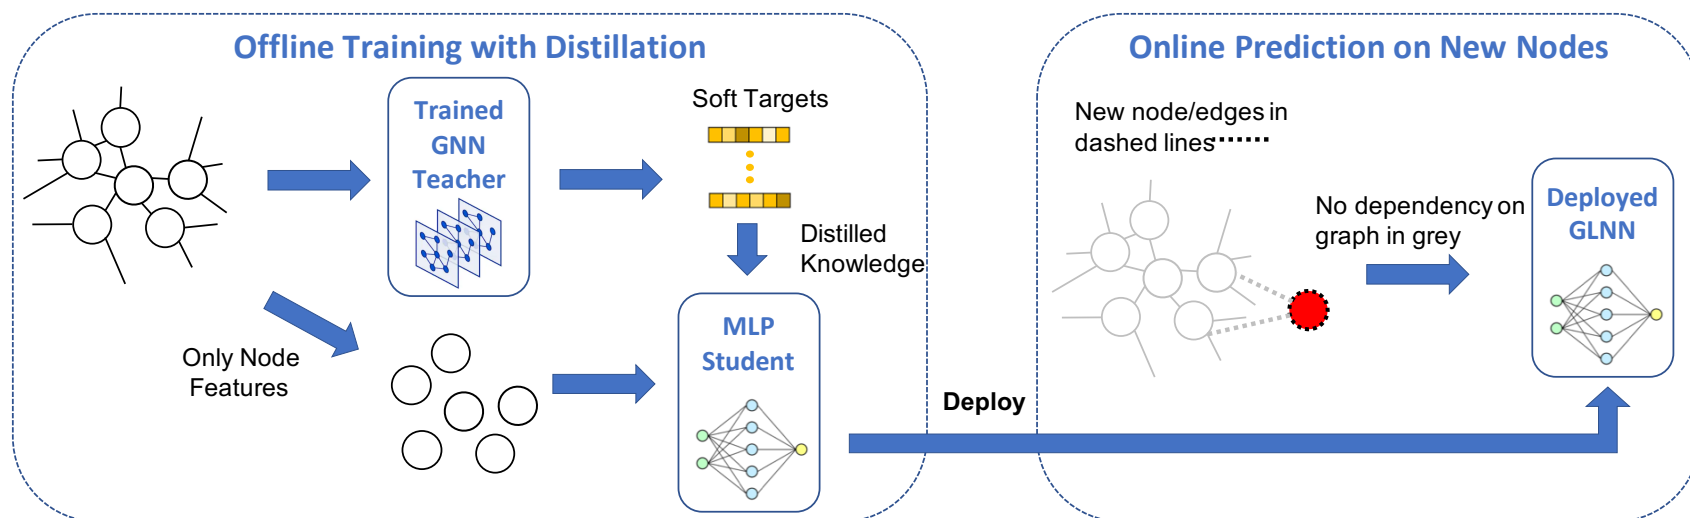 Offline Training with Distillation
Trained
GNN
Teacher
Soft Targets
Distilled
Knowledge
Only Node
Features
MLP
Student
Deploy
Online Prediction on New Nodes
New node/edges in
dashed lines
No dependency on
graph in grey
Deployed
GLNN